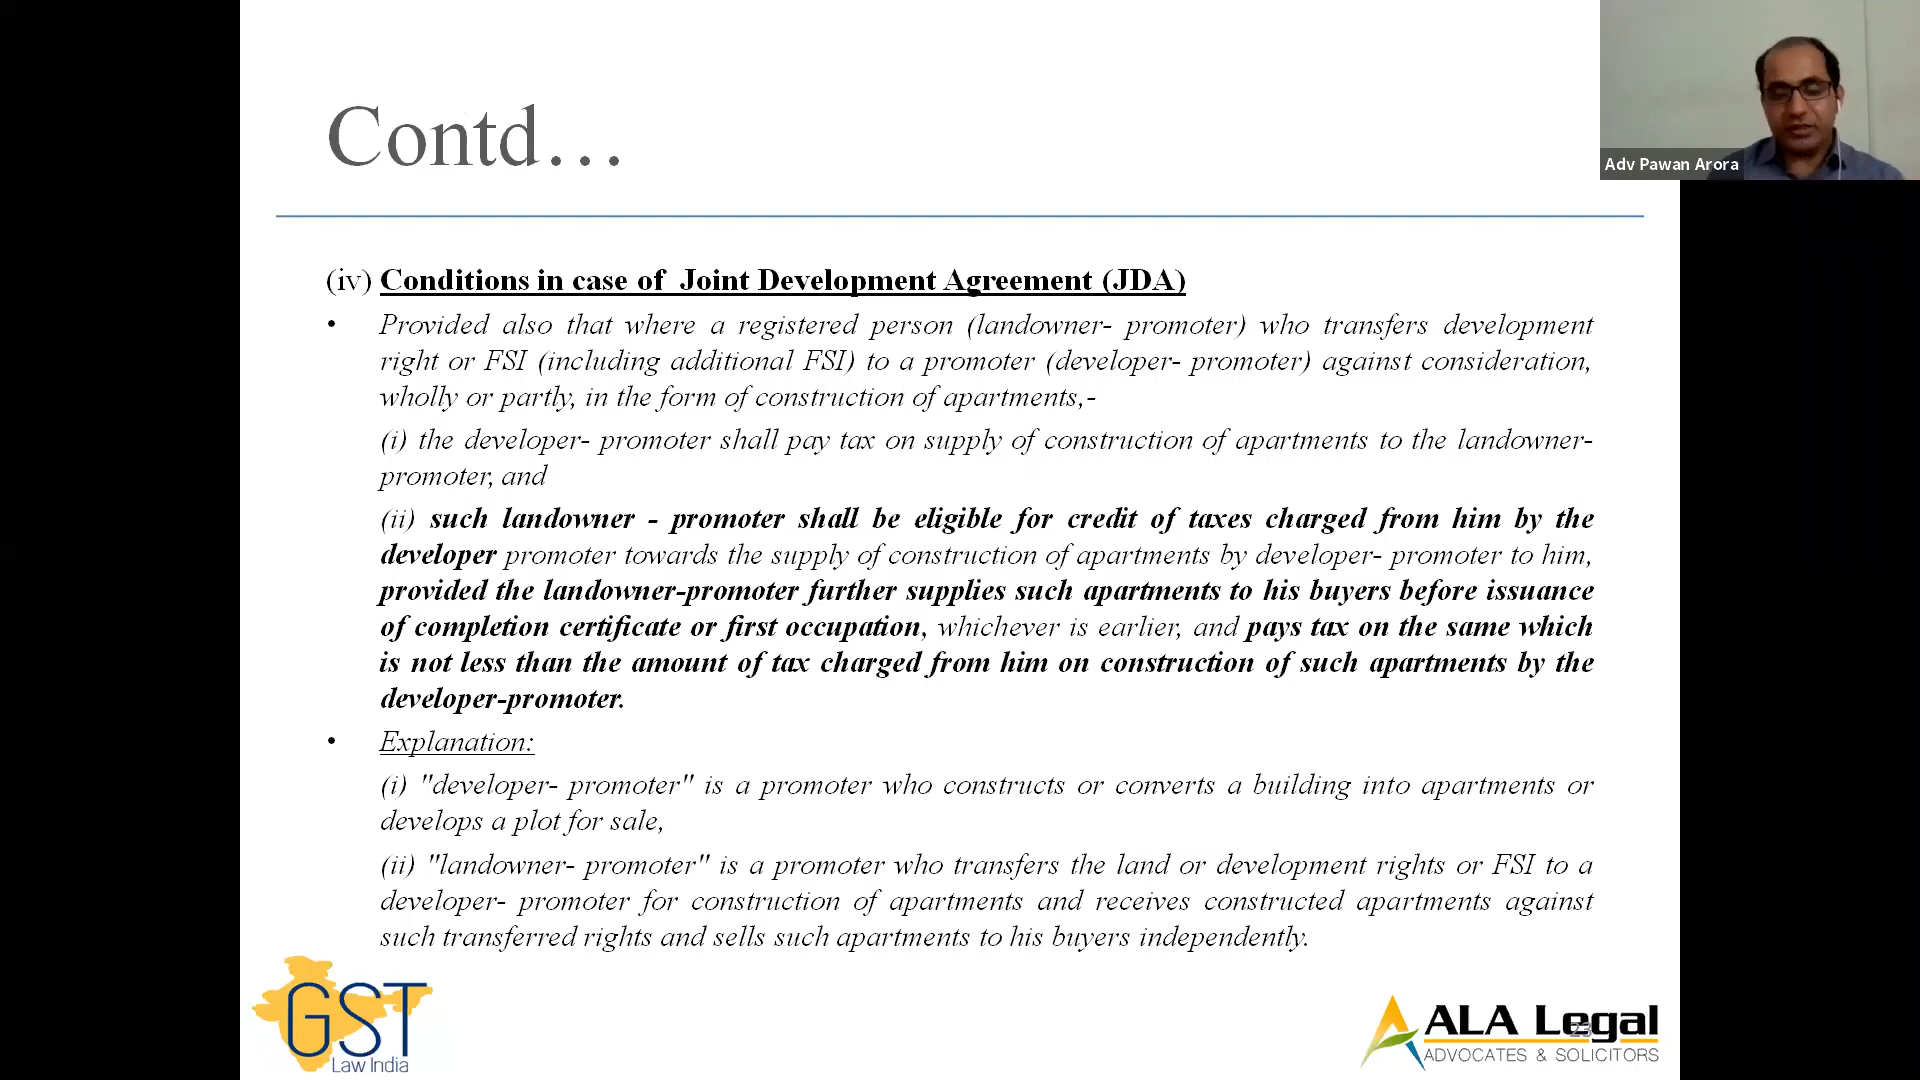 Contd…
Adv Pawan Arora
(iv) Conditions in case of Joint Development Agreement (JDA)
• Provided also that where a registered person (landowner- promoter) who transfers development
right or FSI (including additional FSI) to a promoter (developer- promoter) against consideration,
wholly or partly, in the form of construction of apartments,-
(i) the developer- promoter shall pay tax on supply of construction of apartments to the landowner-
promoter, and
(ii) such landowner - promoter shall be eligible for credit of taxes charged from him by the
developer promoter towards the supply of construction of apartments by developer- promoter to him,
provided the landowner-promoter further supplies such apartments to his buyers before issuance
of completion certificate or first occupation, whichever is earlier, and pays tax on the same which
is not less than the amount of tax charged from him on construction of such apartments by the
developer-promoter.
• Explanation:
(i) "developer- promoter" is a promoter who constructs or converts a building into apartments or
develops a plot for sale,
(ii) "landowner- promoter" is a promoter who transfers the land or development rights or FSI to a
developer- promoter for construction of apartments and receives constructed apartments against
such transferred rights and sells such apartments to his buyers independently.
GST
Law India
ALA Legal
23
ADVOCATES & SOLICITORS